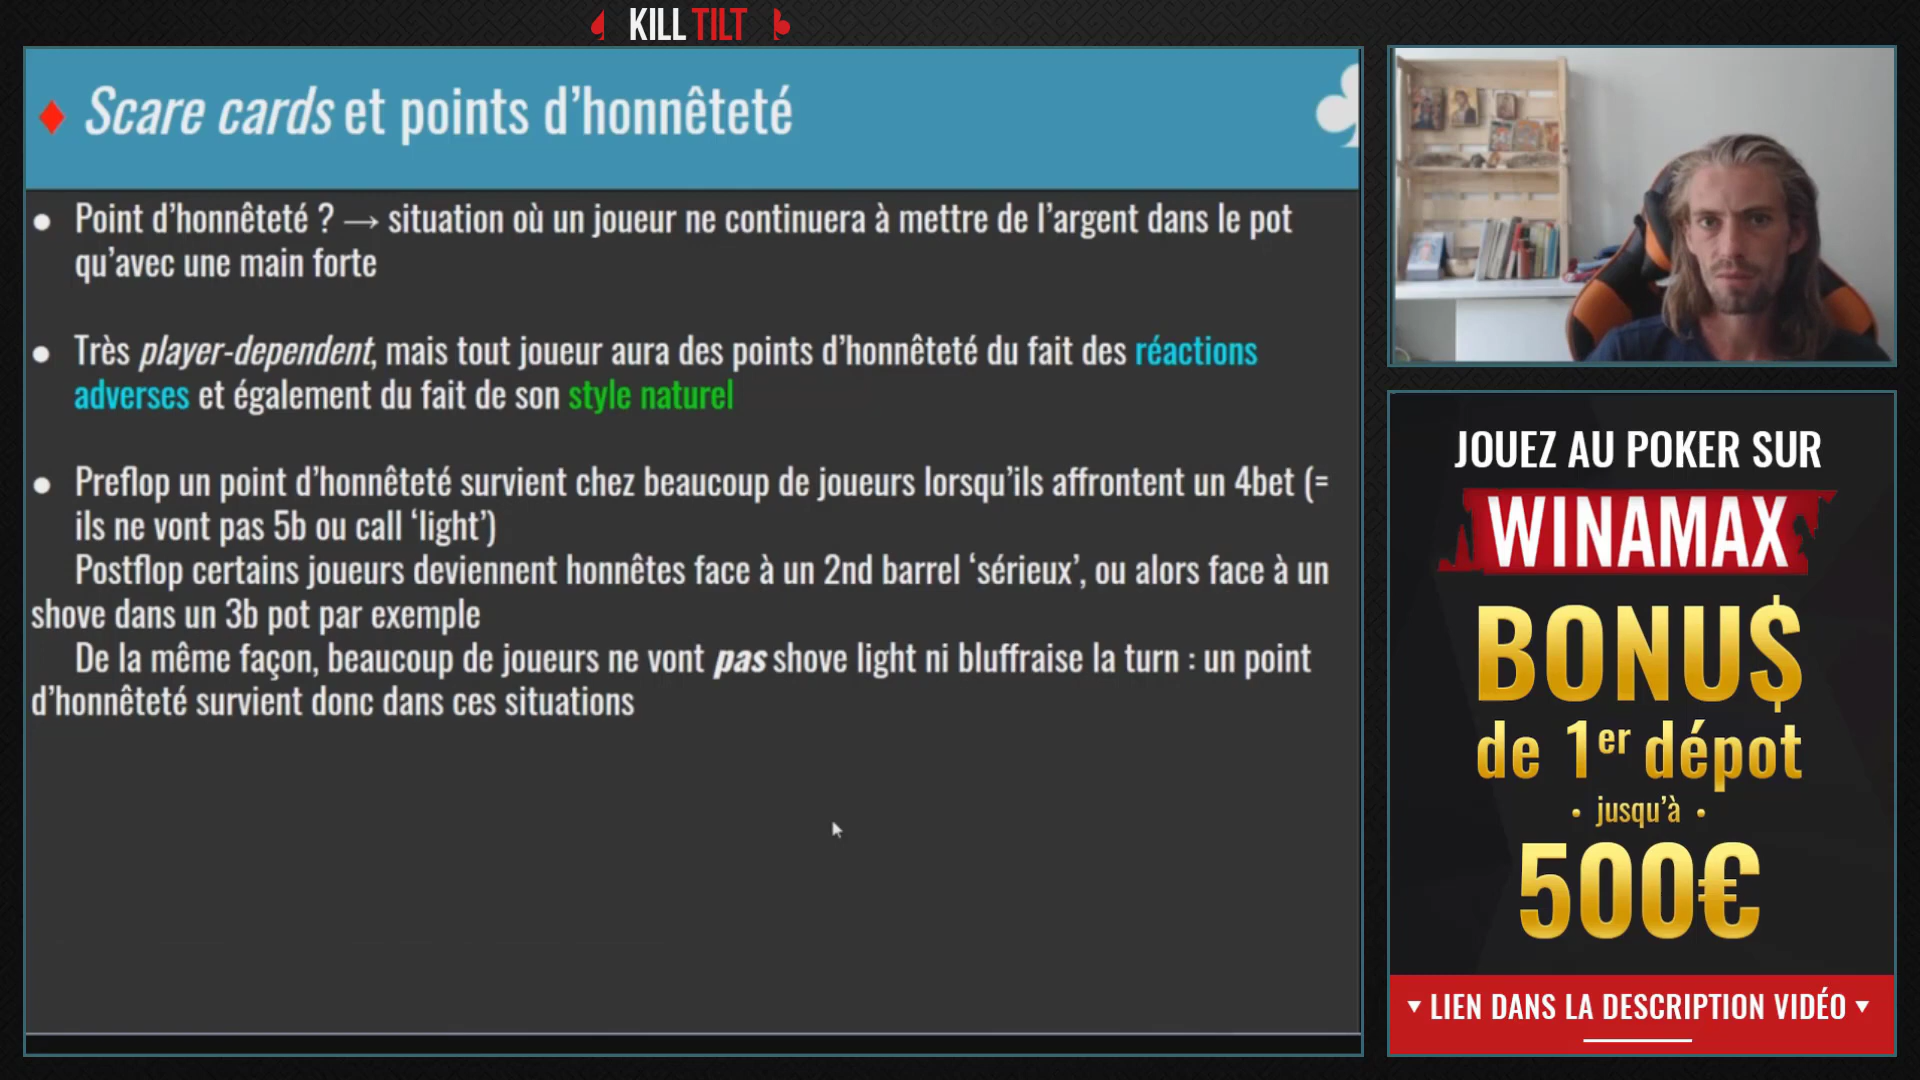 KILL TILT
Scare cards et points d’honnêteté
● Point d’honnêteté ? → situation où un joueur ne continuera à mettre de l’argent dans le pot
qu’avec une main forte
● Très player-dependent, mais tout joueur aura des points d’honnêteté du fait des réactions
adverses et également du fait de son style naturel
● Preflop un point d’honnêteté survient chez beaucoup de joueurs lorsqu’ils affrontent un 4bet (=
ils ne vont pas 5b ou call ‘light’)
Postflop certains joueurs deviennent honnêtes face à un 2nd barrel ‘sérieux’, ou alors face à un
shove dans un 3b pot par exemple
De la même façon, beaucoup de joueurs ne vont pas shove light ni bluffraise la turn : un point
d’honnêteté survient donc dans ces situations
JOUEZ AU POKER SUR
WINAMAX
BONU$
de 1er dépot
• jusqu’à •
500€
▼ LIEN DANS LA DESCRIPTION VIDÉO ▼